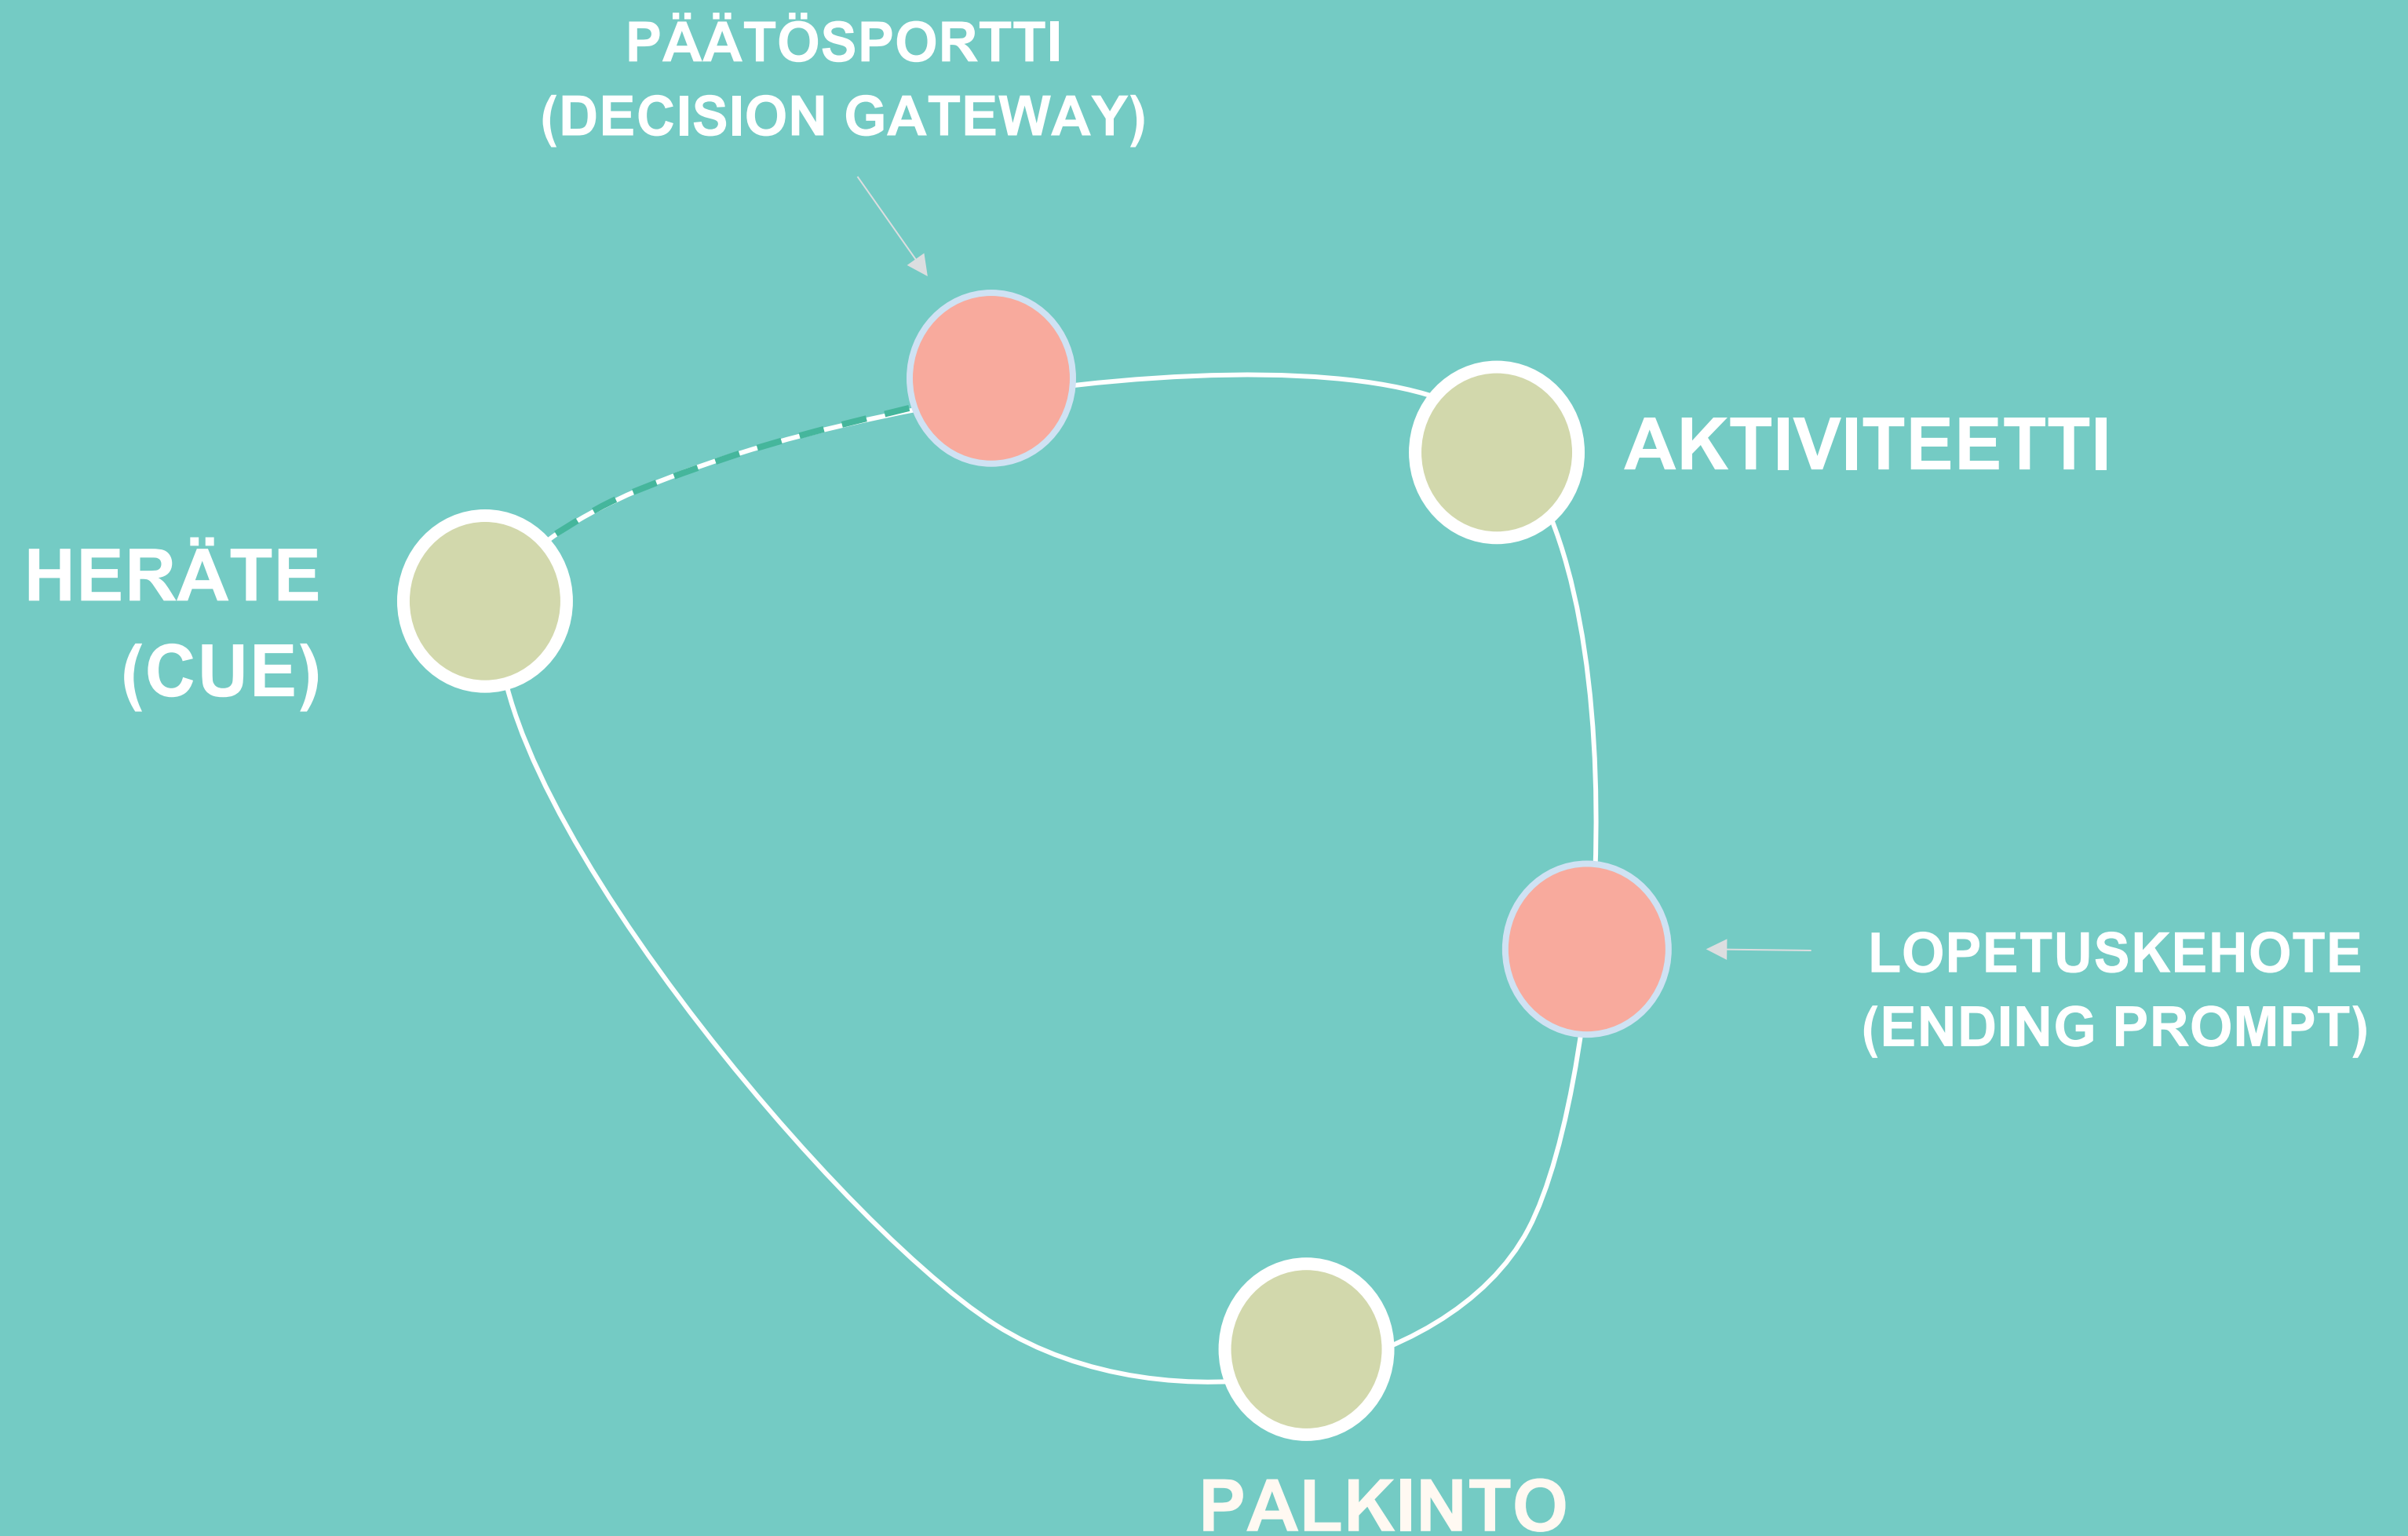 PÄÄTÖSPORTTI
(DECISION GATEWAY)
AKTIVITEETTI
HERÄTE
(CUE)
LOPETUSKEHOTE
(ENDING PROMPT)
PALKINTO